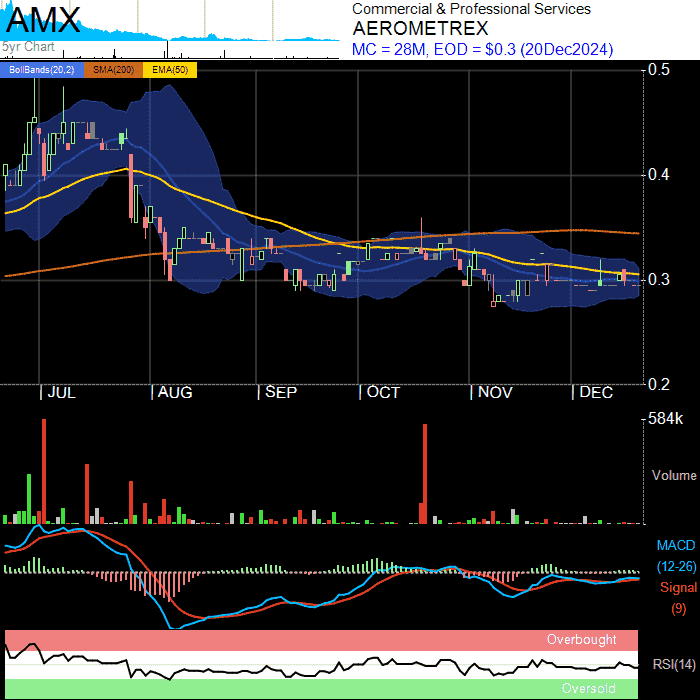 AMX
5yr Chart
Commercial & Professional Services
AEROMETREX
MC = 28M, EOD = $0.3 (20Dec2024)
BollBands(20,2) SMA(200) EMA(50)
0.5
0.4
0.3
0.2
JUL AUG SEP OCT NOV DEC
584k
Volume
MACD
(12-26)
Signal
(9)
Overbought
RSI(14)
Oversold